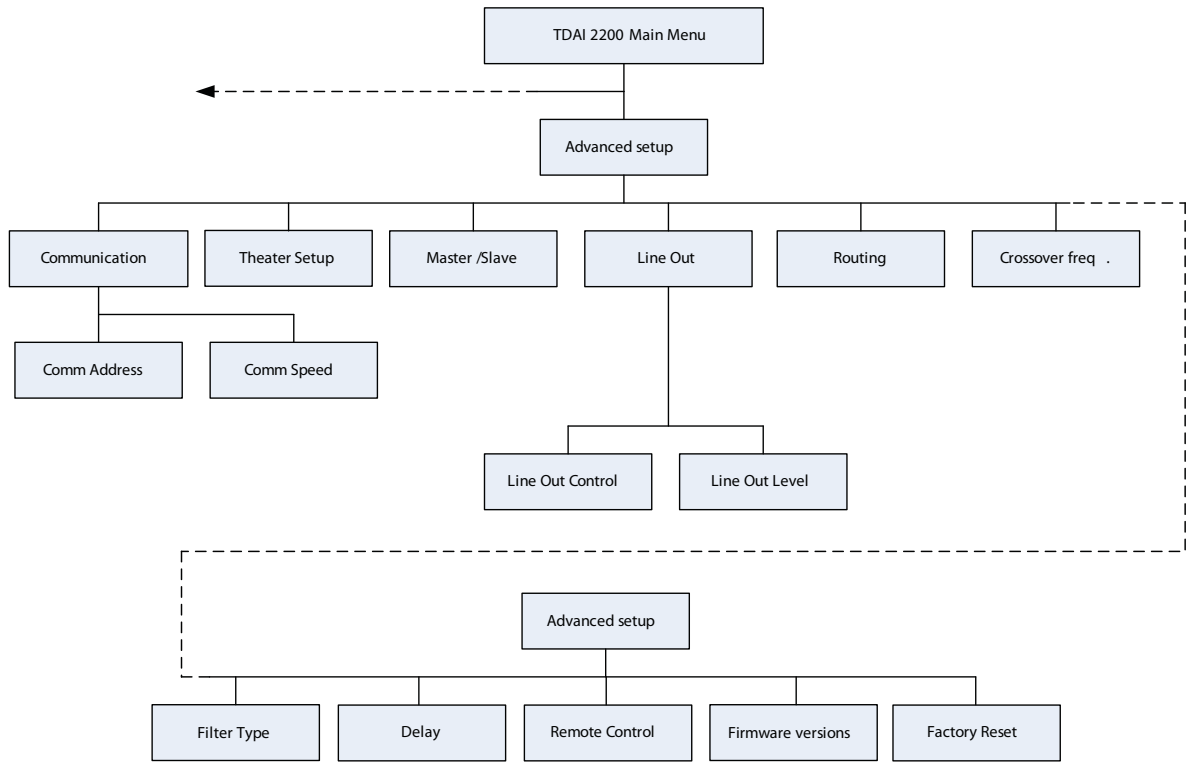 TDAI 2200 Main Menu
Advanced setup
Communication
Theater Setup
Master /Slave
Line Out
Routing
Crossover freq .
Comm Address
Comm Speed
Line Out Control
Line Out Level
Advanced setup
Filter Type
Delay
Remote Control
Firmware versions
Factory Reset